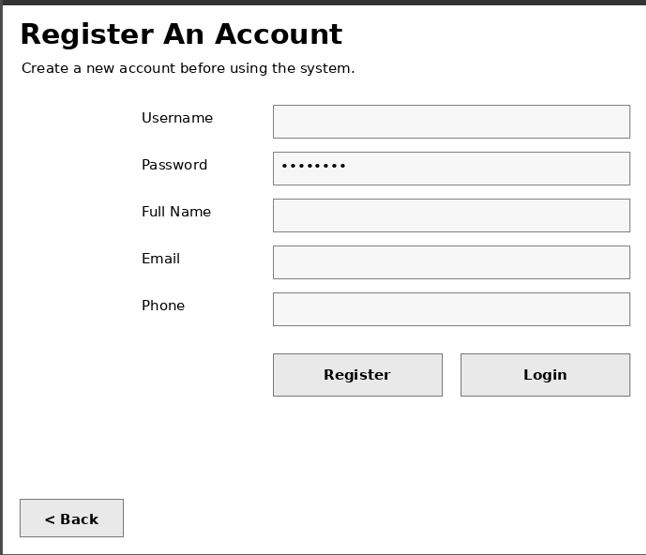 Register An Account
Create a new account before using the system.
Username
Password
••••••••
Full Name
Email
Phone
Register
Login
< Back